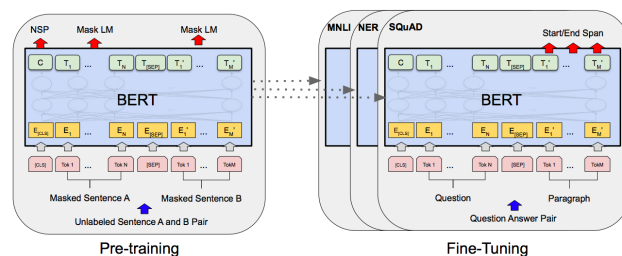 NSP Mask LM Mask LM
C T1 ... TN T[SEP] T1' ... TM'
BERT
E[CLS] E1 ... EN E[SEP] E1' ... EM'
[CLS] Tok 1 ... Tok N [SEP] Tok 1 ... TokM
Masked Sentence A Masked Sentence B
Unlabeled Sentence A and B Pair
Pre-training
MNLI NER SQuAD
Start/End Span
C T1 ... TN T[SEP] T1' ... TM'
BERT
E[CLS] E1 ... EN E[SEP] E1' ... EM'
[CLS] Tok 1 ... Tok N [SEP] Tok 1 ... TokM
Question Paragraph
Question Answer Pair
Fine-Tuning